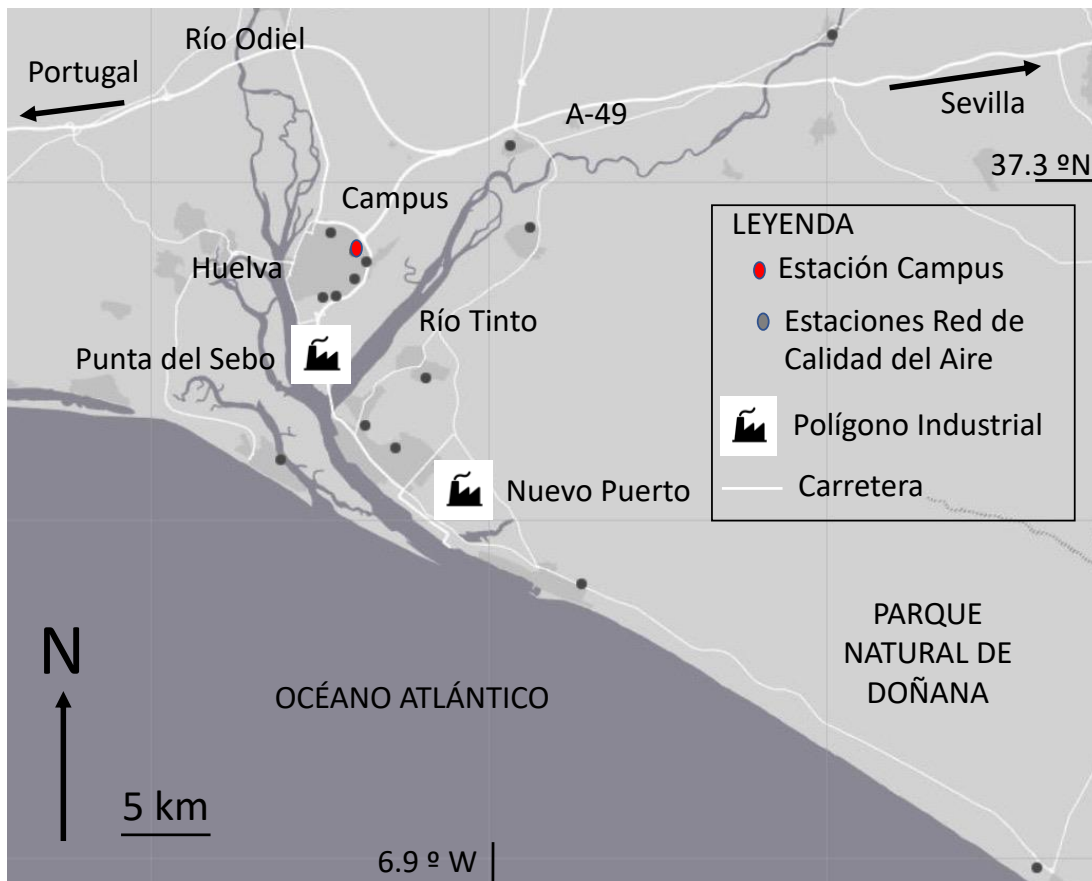 Río Odiel
Portugal
A-49
Sevilla
37.3 ºN
Campus
LEYENDA
Estación Campus
Huelva
Estaciones Red de
Calidad del Aire
Río Tinto
Punta del Sebo
Polígono Industrial
Nuevo Puerto
Carretera
PARQUE
NATURAL DE
DOÑANA
N
OCÉANO ATLÁNTICO
5 km
6.9 º W